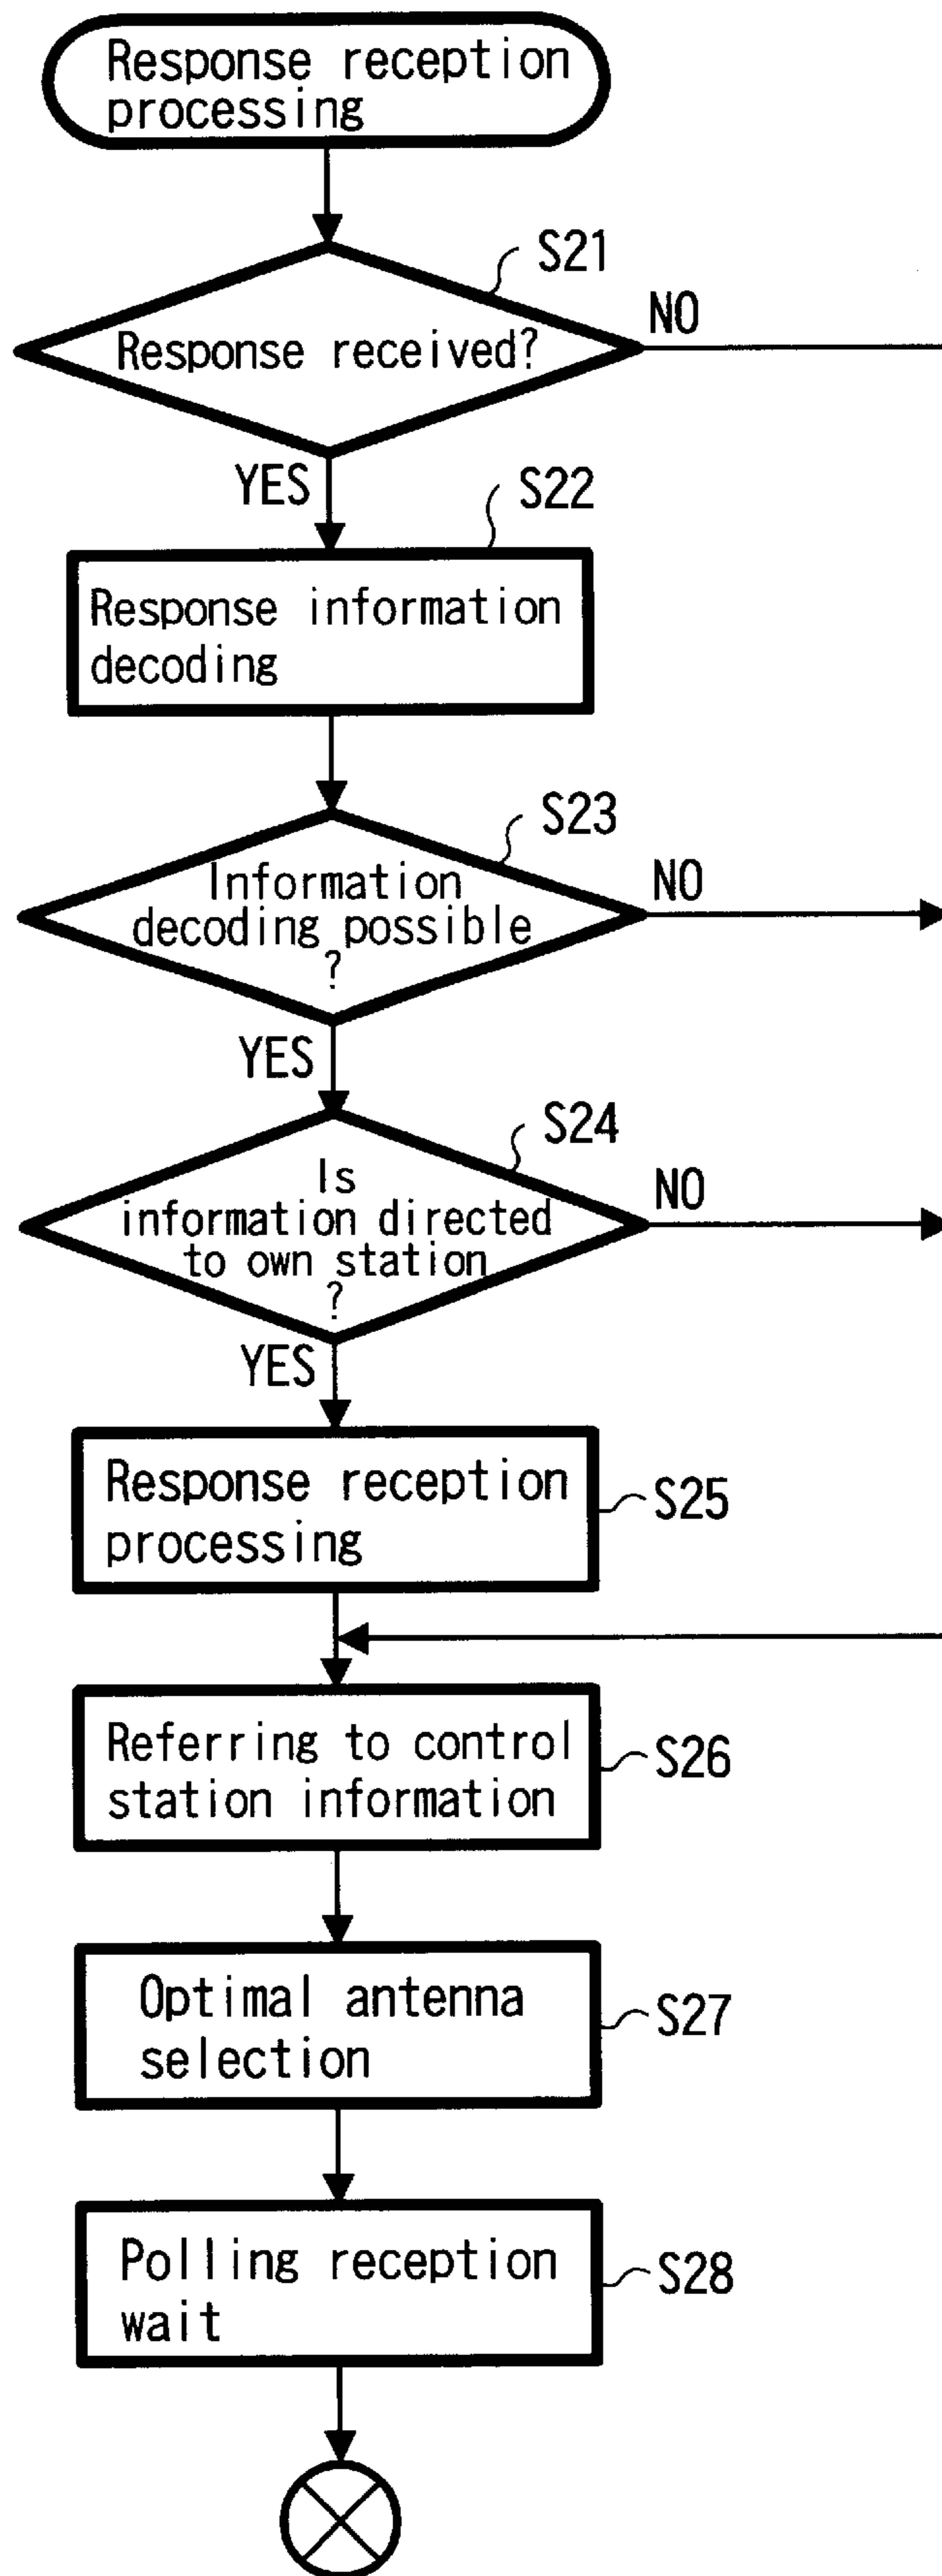 Response reception
processing
S21
NO
Response received?
YES
S22
Response information
decoding
S23
NO
Information
decoding possible
?
YES
S24
NO
Is
information directed
to own station
?
YES
Response reception
processing
S25
Referring to control
station information
S26
Optimal antenna
selection
S27
Polling reception
wait
S28